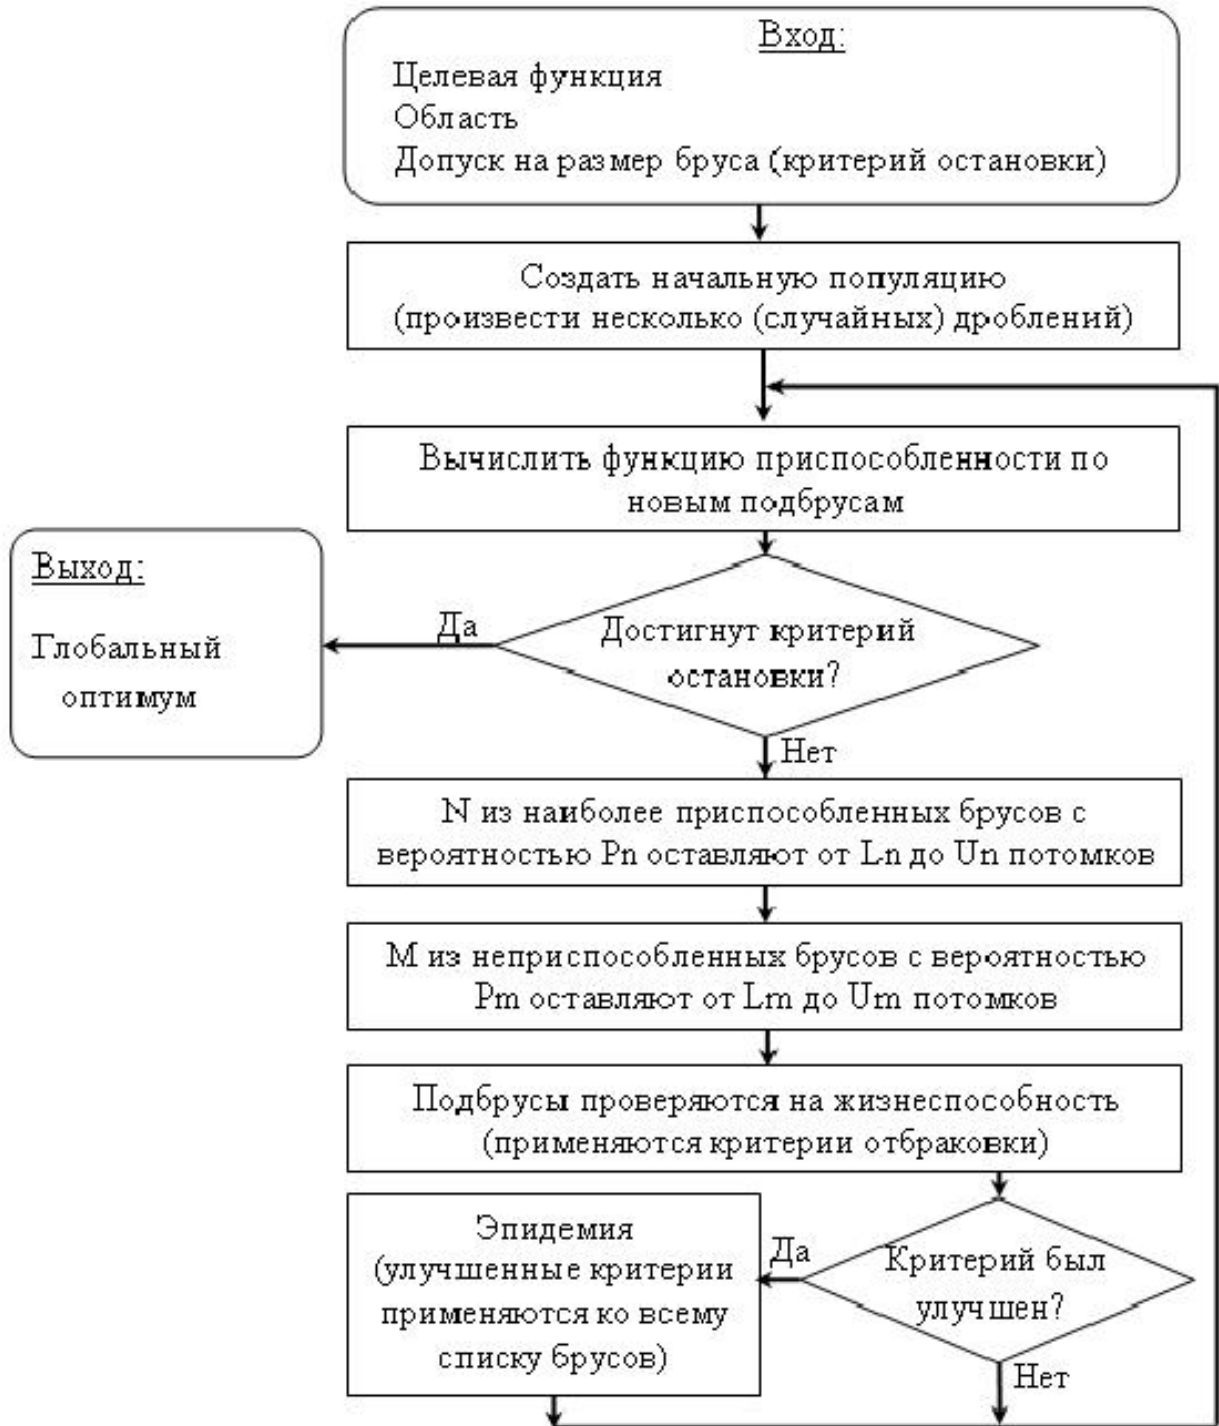 Вход:
Целевая функция
Область
Допуск на размер бруса (критерий остановки)
Создать начальную популяцию
(произвести несколько (случайных) дроблений)
Вычислить функцию приспособленности по
новым подбрусам
Выход:
Глобальный
оптимум
Да
Достигнут критерий
остановки?
Нет
N из наиболее приспособленных брусов с
вероятностью Pn оставляют от Ln до Un потомков
M из неприспособленных брусов с вероятностью
Pm оставляют от Lm до Um потомков
Подбрусы проверяются на жизнеспособность
(применяются критерии отбраковки)
Эпидемия
(улучшенные критерии
применяются ко всему
списку брусов)
Да
Критерий был
улучшен?
Нет